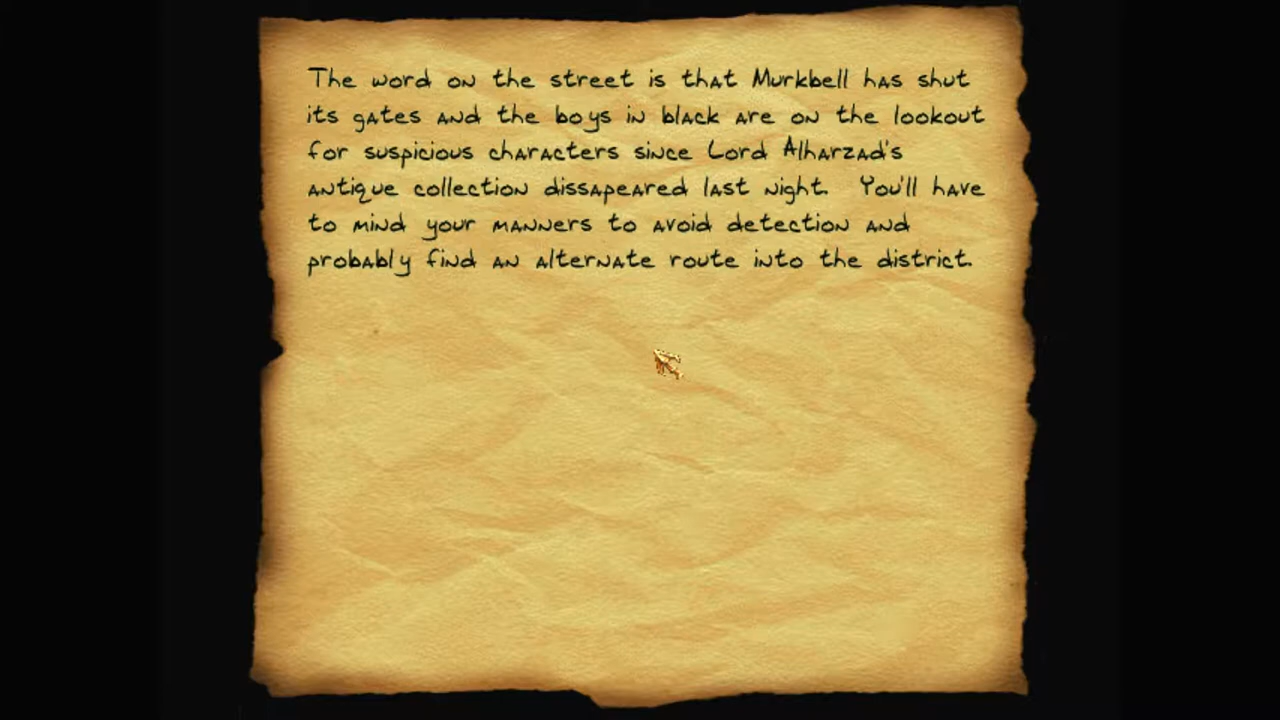 The word on the street is that Murkbell has shut
its gates and the boys in black are on the lookout
for suspicious characters since Lord Alharzad's
antique collection dissapeared last night.  You'll have
to mind your manners to avoid detection and
probably find an alternate route into the district.